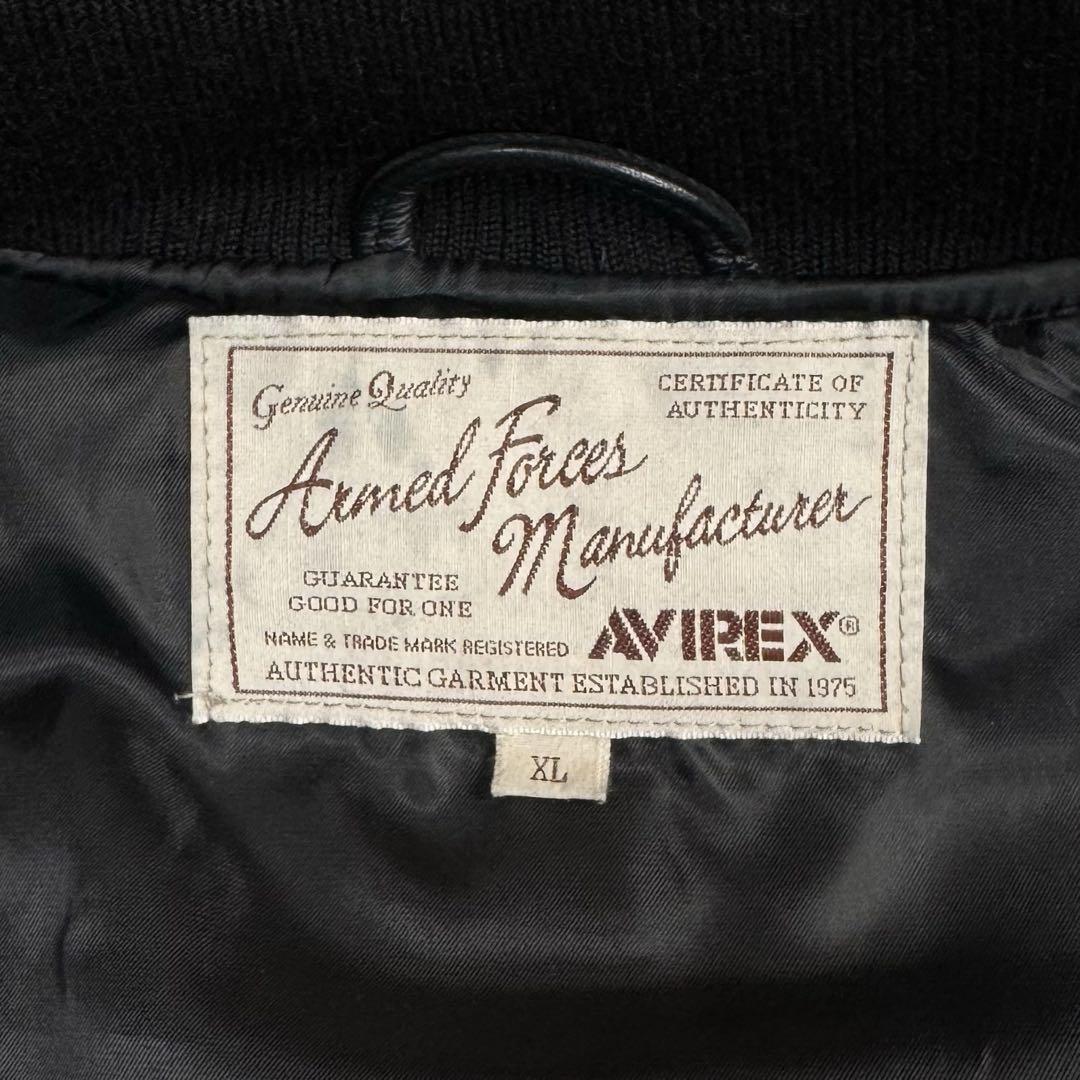 Genuine Quality
CERTIFICATE OF
AUTHENTICITY
Armed Forces
Manufacturer
GUARANTEE
GOOD FOR ONE
NAME & TRADE MARK REGISTERED
AVIREX®
AUTHENTIC GARMENT ESTABLISHED IN 1975
XL